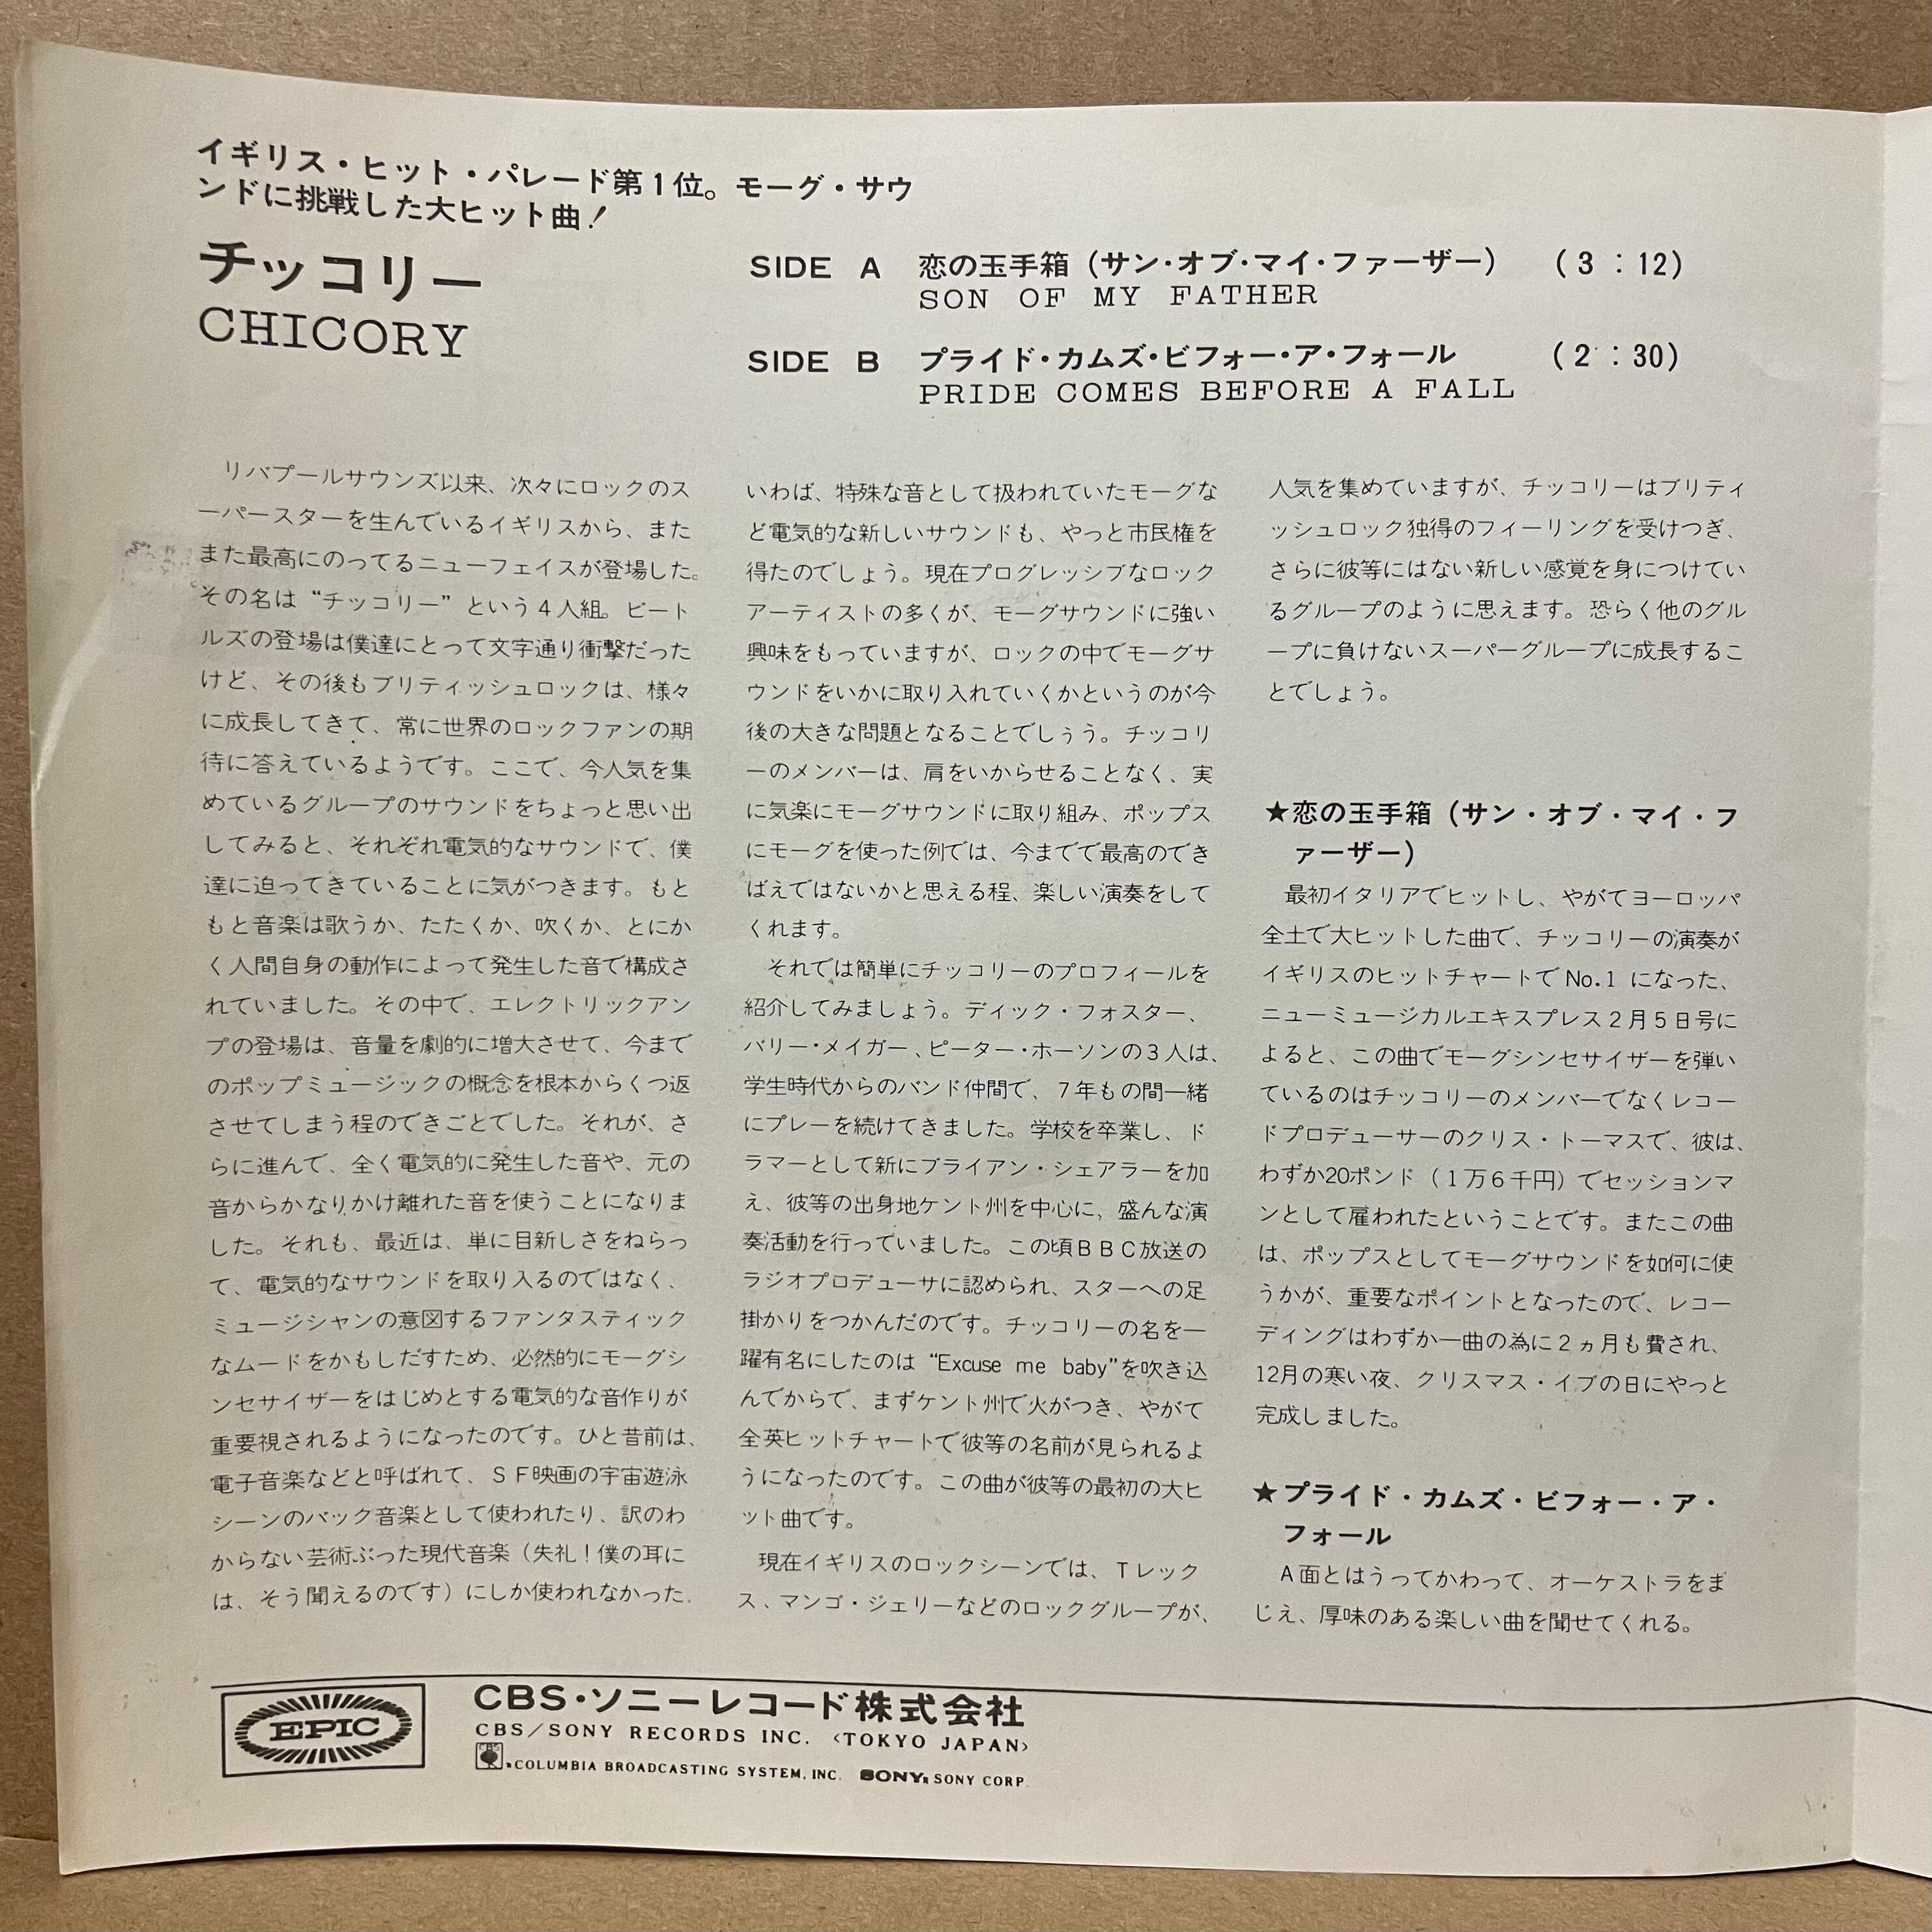 イギリス・ヒット・パレード第1位。モーグ・サウ
ンドに挑戦した大ヒット曲!
チッコリー
CHICORY
SIDE A 恋の玉手箱(サン・オブ・マイ・ファーザー) (3:12)
SON OF MY FATHER
SIDE B プライド・カムズ・ビフォー・ア・フォール (2:30)
PRIDE COMES BEFORE A FALL
リバプールサウンズ以来、次々にロックのス
ーパースターを生んでいるイギリスから、また
また最高にのってるニューフェイスが登場した。
その名は“チッコリー”という4人組。ビート
ルズの登場は僕達にとって文字通り衝撃だった
けど、その後もブリティッシュロックは、様々
に成長してきて、常に世界のロックファンの期
待に答えているようです。ここで、今人気を集
めているグループのサウンドをちょっと思い出
してみると、それぞれ電気的なサウンドで、僕
達に迫ってきていることに気がつきます。もと
もと音楽は歌うか、たたくか、吹くか、とにか
く人間自身の動作によって発生した音で構成さ
れていました。その中で、エレクトリックアン
プの登場は、音量を劇的に増大させて、今まで
のポップミュージックの概念を根本からくつ返
させてしまう程のできごとでした。それが、さ
らに進んで、全く電気的に発生した音や、元の
音からかなりかけ離れた音を使うことになりま
した。それも、最近は、単に目新しさをねらっ
て、電気的なサウンドを取り入るのではなく、
ミュージシャンの意図するファンタスティック
なムードをかもしだすため、必然的にモーグシ
ンセサイザーをはじめとする電気的な音作りが
重要視されるようになったのです。ひと昔前は、
電子音楽などと呼ばれて、SF映画の宇宙遊泳
シーンのバック音楽として使われたり、訳のわ
からない芸術ぶった現代音楽(失礼!僕の耳に
は、そう聞えるのです)にしか使われなかった、
いわば、特殊な音として扱われていたモーグな
ど電気的な新しいサウンドも、やっと市民権を
得たのでしょう。現在プログレッシブなロック
アーティストの多くが、モーグサウンドに強い
興味をもっていますが、ロックの中でモーグサ
ウンドをいかに取り入れていくかというのが今
後の大きな問題となることでしぅう。チッコリ
ーのメンバーは、肩をいからせることなく、実
に気楽にモーグサウンドに取り組み、ポップス
にモーグを使った例では、今までで最高のでき
ばえではないかと思える程、楽しい演奏をして
くれます。
それでは簡単にチッコリーのプロフィールを
紹介してみましょう。ディック・フォスター、
バリー・メイガー、ピーター・ホーソンの3人は、
学生時代からのバンド仲間で、7年もの間一緒
にプレーを続けてきました。学校を卒業し、ド
ラマーとして新にブライアン・シェアラーを加
え、彼等の出身地ケント州を中心に、盛んな演
奏活動を行っていました。この頃BBC放送の
ラジオプロデューサに認められ、スターへの足
掛かりをつかんだのです。チッコリーの名を一
躍有名にしたのは“Excuse me baby”を吹き込
んでからで、まずケント州で火がつき、やがて
全英ヒットチャートで彼等の名前が見られるよ
うになったのです。この曲が彼等の最初の大ヒ
ット曲です。
現在イギリスのロックシーンでは、Tレック
ス、マンゴ・ジェリーなどのロックグループが、
人気を集めていますが、チッコリーはブリティ
ッシュロック独得のフィーリングを受けつぎ、
さらに彼等にはない新しい感覚を身につけてい
るグループのように思えます。恐らく他のグル
ープに負けないスーパーグループに成長するこ
とでしょう。
★恋の玉手箱(サン・オブ・マイ・フ
ァーザー)
最初イタリアでヒットし、やがてヨーロッパ
全土で大ヒットした曲で、チッコリーの演奏が
イギリスのヒットチャートでNo.1 になった、
ニューミュージカルエキスプレス2月5日号に
よると、この曲でモーグシンセサイザーを弾い
ているのはチッコリーのメンバーでなくレコー
ドプロデューサーのクリス・トーマスで、彼は、
わずか20ポンド(1万6千円)でセッションマ
ンとして雇われたということです。またこの曲
は、ポップスとしてモーグサウンドを如何に使
うかが、重要なポイントとなったので、レコー
ディングはわずか一曲の為に2ヵ月も費され、
12月の寒い夜、クリスマス・イブの日にやっと
完成しました。
★プライド・カムズ・ビフォー・ア・
フォール
A面とはうってかわって、オーケストラをま
じえ、厚味のある楽しい曲を聞せてくれる。
EPIC
CBS・ソニーレコード株式会社
CBS/SONY RECORDS INC. <TOKYO JAPAN>
COLUMBIA BROADCASTING SYSTEM, INC. SONY SONY CORP.